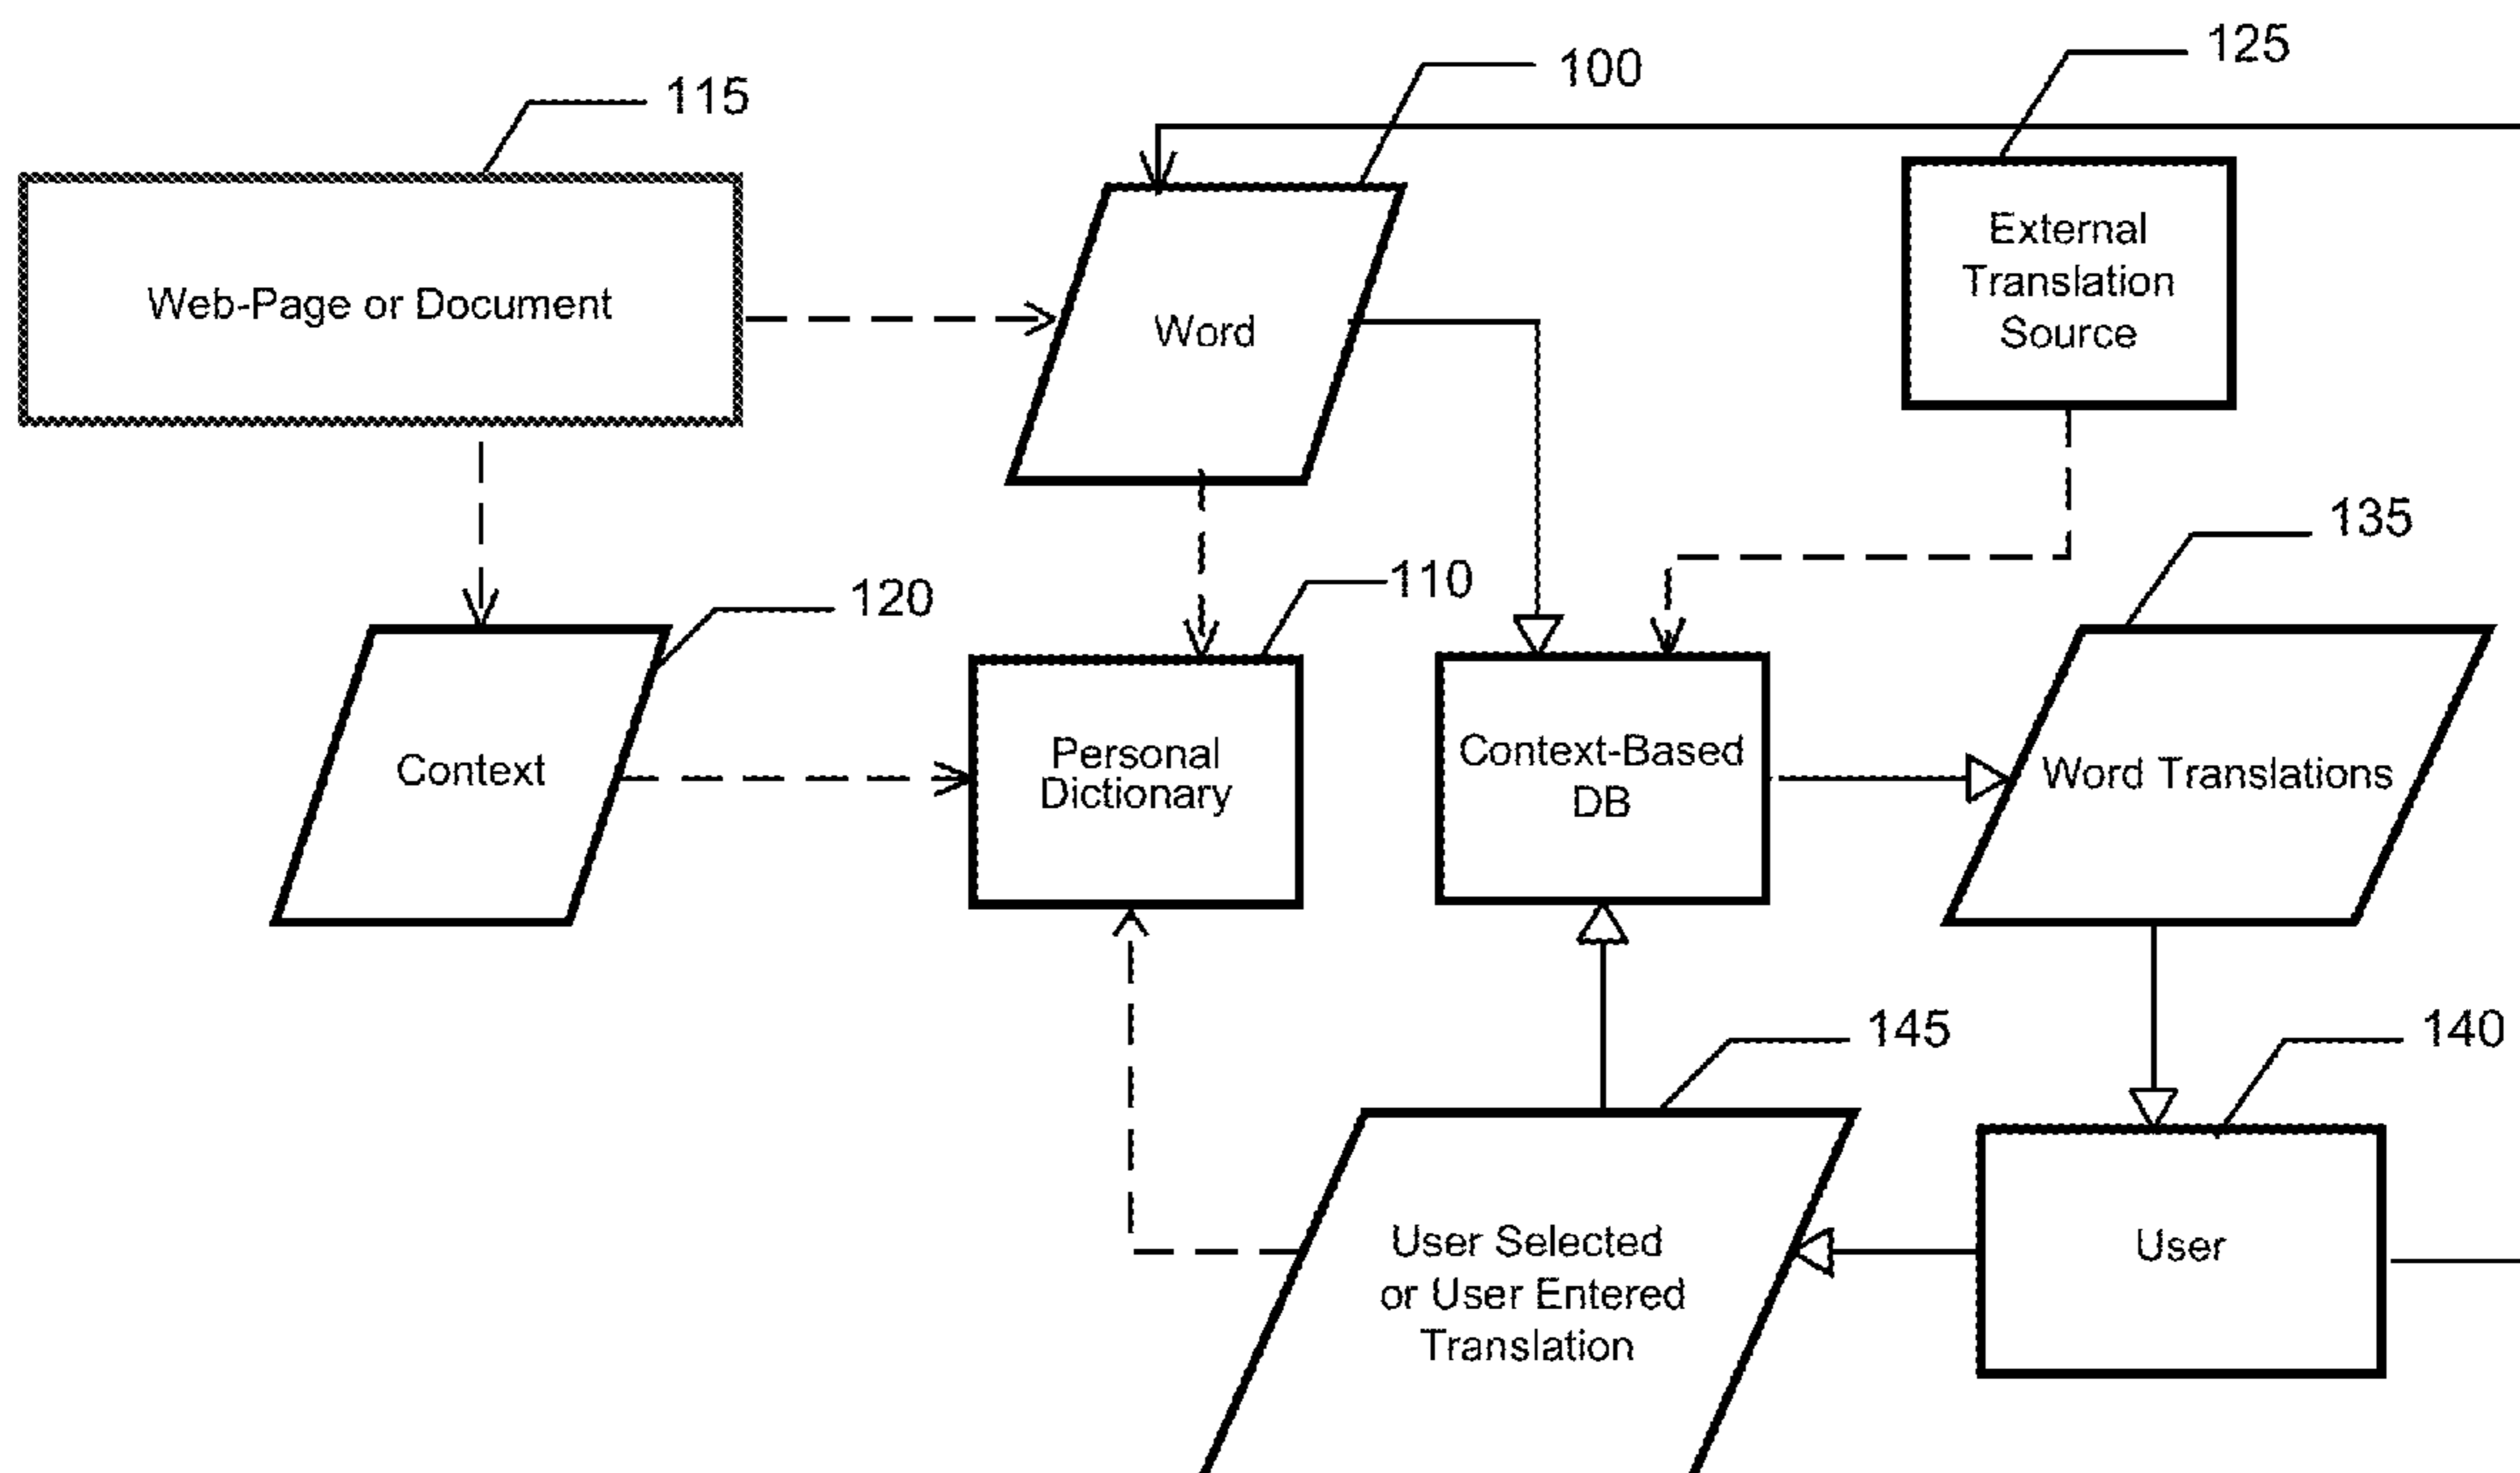 125
100
115
External
Translation
Source
Web-Page or Document
Word
135
110
120
Context
Personal
Dictionary
Context-Based
DB
Word Translations
145
140
User Selected
or User Entered
Translation
User